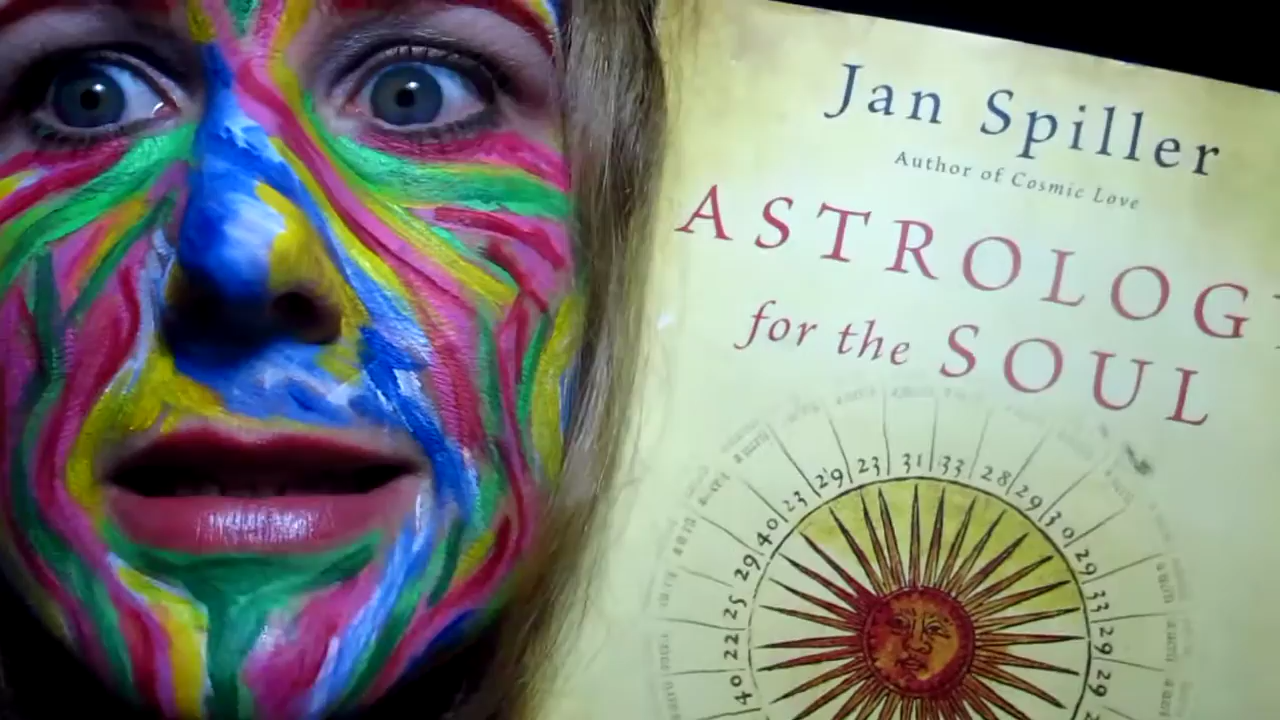 Jan Spiller
Author of Cosmic Love
ASTROLOG
for the SOUL
40 22 25 29 40 23 29 23 31 33 28 29 30 29 33 29 29